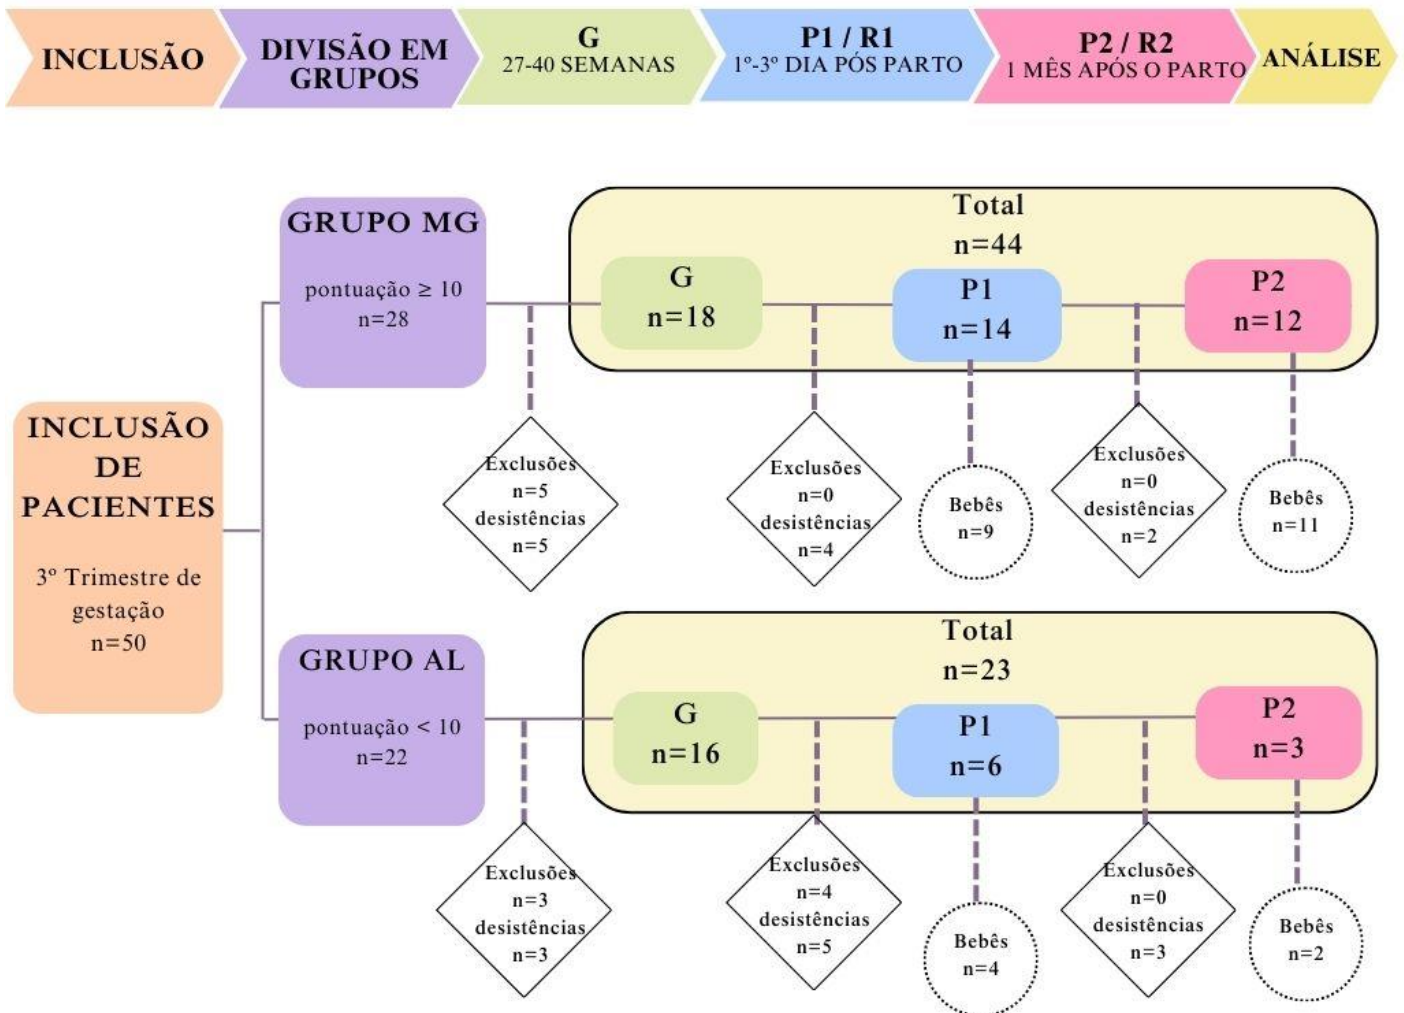 INCLUSÃO
DIVISÃO EM
GRUPOS
G
27-40 SEMANAS
P1 / R1
1º-3º DIA PÓS PARTO
P2 / R2
1 MÊS APÓS O PARTO
ANÁLISE
INCLUSÃO
DE
PACIENTES
3º Trimestre de
gestação
n=50
GRUPO MG
pontuação ≥ 10
n=28
Total
n=44
G
n=18
P1
n=14
P2
n=12
Exclusões
n=5
desistências
n=5
Exclusões
n=0
desistências
n=4
Bebês
n=9
Exclusões
n=0
desistências
n=2
Bebês
n=11
GRUPO AL
pontuação < 10
n=22
Total
n=23
G
n=16
P1
n=6
P2
n=3
Exclusões
n=3
desistências
n=3
Exclusões
n=4
desistências
n=5
Bebês
n=4
Exclusões
n=0
desistências
n=3
Bebês
n=2